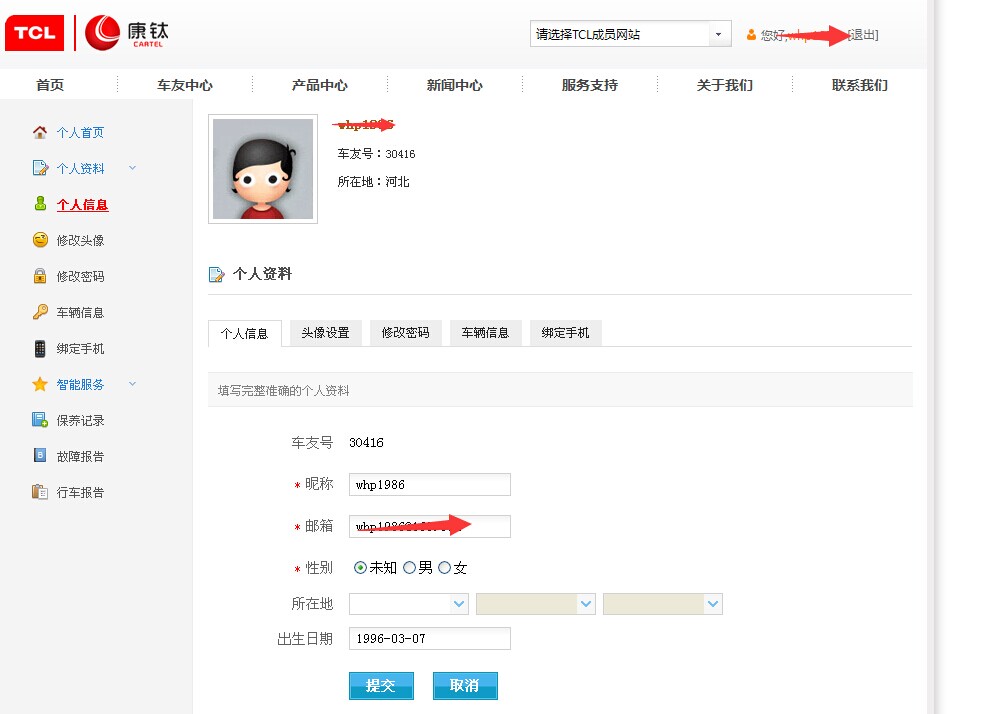 TCL 康钛 CARTEL
请选择TCL成员网站
您好, [退出]
首页 车友中心 产品中心 新闻中心 服务支持 关于我们 联系我们
个人首页
个人资料
个人信息
修改头像
修改密码
车辆信息
绑定手机
智能服务
保养记录
故障报告
行车报告
车友号：30416
所在地：河北
个人资料
个人信息 头像设置 修改密码 车辆信息 绑定手机
填写完整准确的个人资料
车友号 30416
* 昵称 whp1986
* 邮箱
* 性别 未知 男 女
所在地
出生日期 1996-03-07
提交 取消